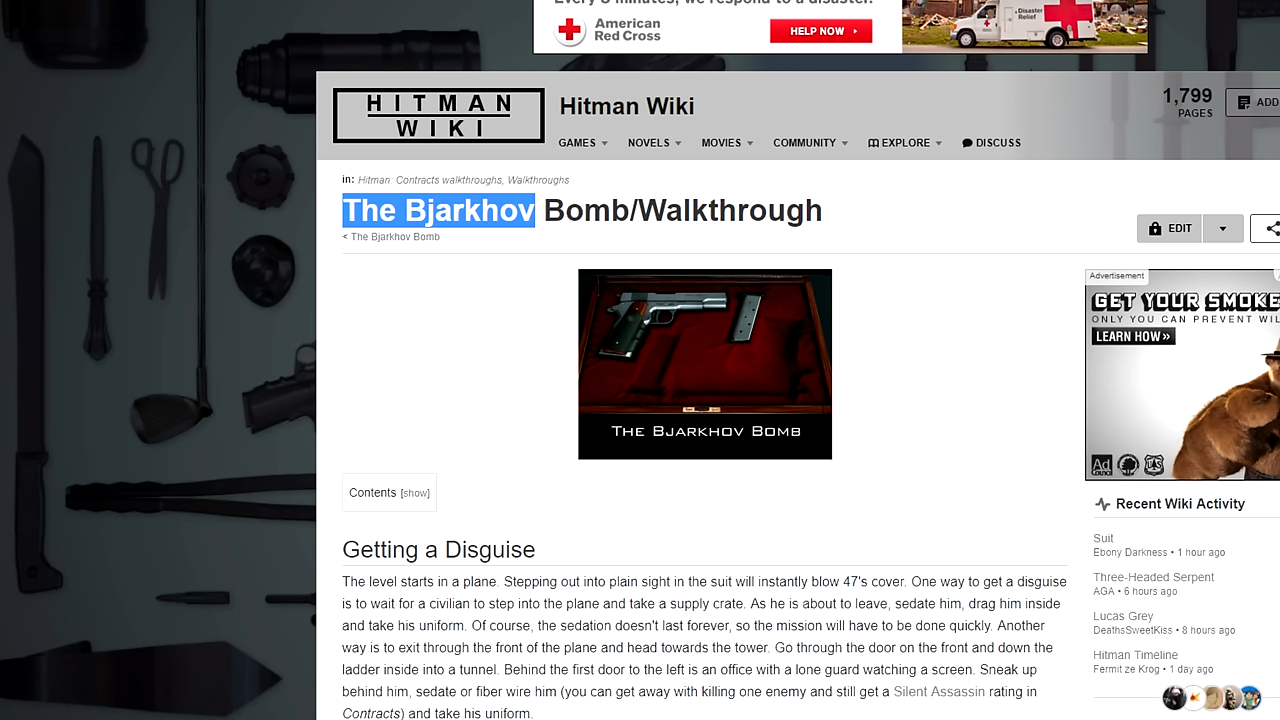 American
Red Cross
HELP NOW
Disaster
Relief
HITMAN
WIKI
Hitman Wiki
1,799
PAGES
ADD
GAMES
NOVELS
MOVIES
COMMUNITY
EXPLORE
DISCUSS
in: Hitman Contracts walkthroughs, Walkthroughs
The Bjarkhov Bomb/Walkthrough
< The Bjarkhov Bomb
EDIT
Advertisement
GET YOUR SMOKE
ONLY YOU CAN PREVENT WIL
LEARN HOW »
Ad
Council
THE BJARKHOV BOMB
Contents [show]
Getting a Disguise
The level starts in a plane. Stepping out into plain sight in the suit will instantly blow 47's cover. One way to get a disguise
is to wait for a civilian to step into the plane and take a supply crate. As he is about to leave, sedate him, drag him inside
and take his uniform. Of course, the sedation doesn't last forever, so the mission will have to be done quickly. Another
way is to exit through the front of the plane and head towards the tower. Go through the door on the front and down the
ladder inside into a tunnel. Behind the first door to the left is an office with a lone guard watching a screen. Sneak up
behind him, sedate or fiber wire him (you can get away with killing one enemy and still get a Silent Assassin rating in
Contracts) and take his uniform.
Recent Wiki Activity
Suit
Ebony Darkness • 1 hour ago
Three-Headed Serpent
AGA • 6 hours ago
Lucas Grey
DeathsSweetKiss • 8 hours ago
Hitman Timeline
Fermit ze Krog • 1 day ago